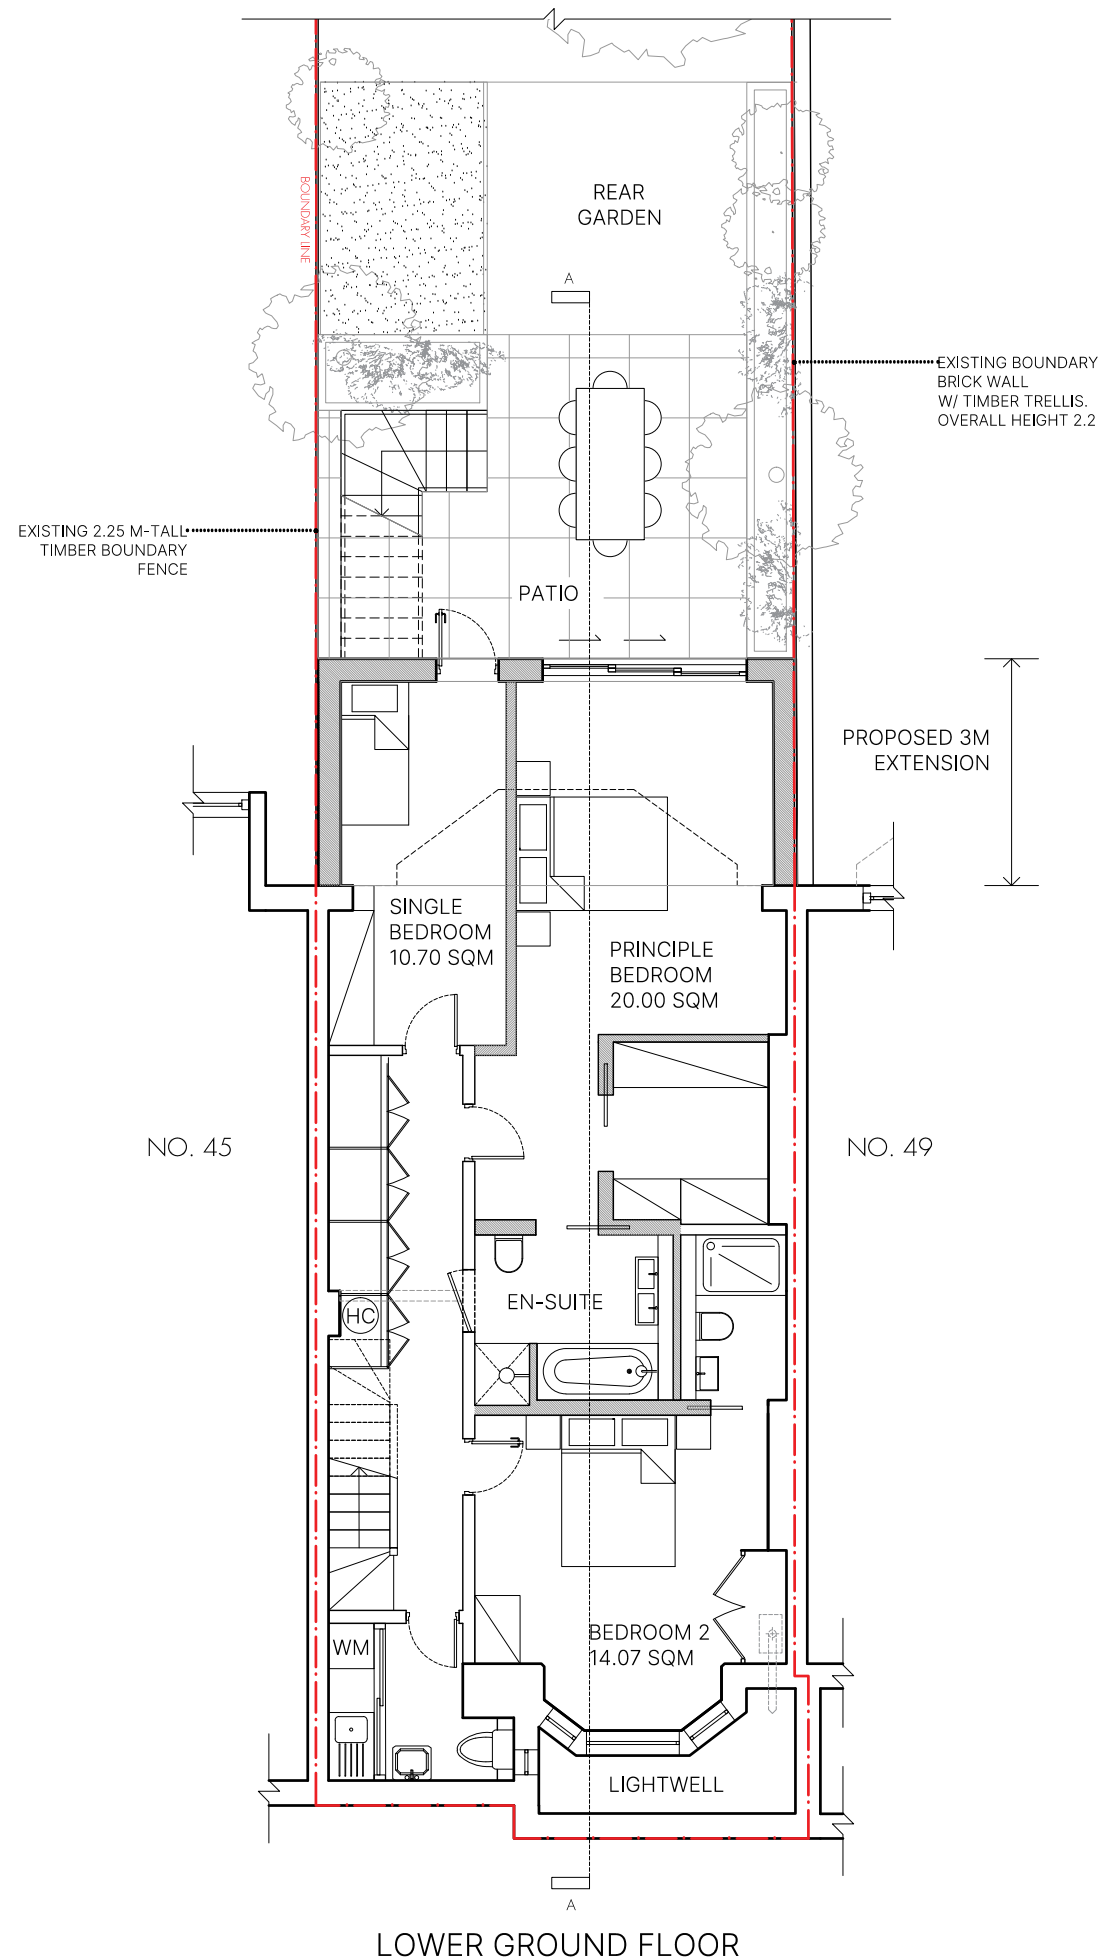 BOUNDARY LINE
REAR
GARDEN
A
EXISTING BOUNDARY
BRICK WALL
W/ TIMBER TRELLIS.
OVERALL HEIGHT 2.2
EXISTING 2.25 M-TALL
TIMBER BOUNDARY
FENCE
PATIO
PROPOSED 3M
EXTENSION
SINGLE
BEDROOM
10.70 SQM
PRINCIPLE
BEDROOM
20.00 SQM
NO. 45
NO. 49
EN-SUITE
HC
BEDROOM 2
14.07 SQM
WM
LIGHTWELL
A
LOWER GROUND FLOOR